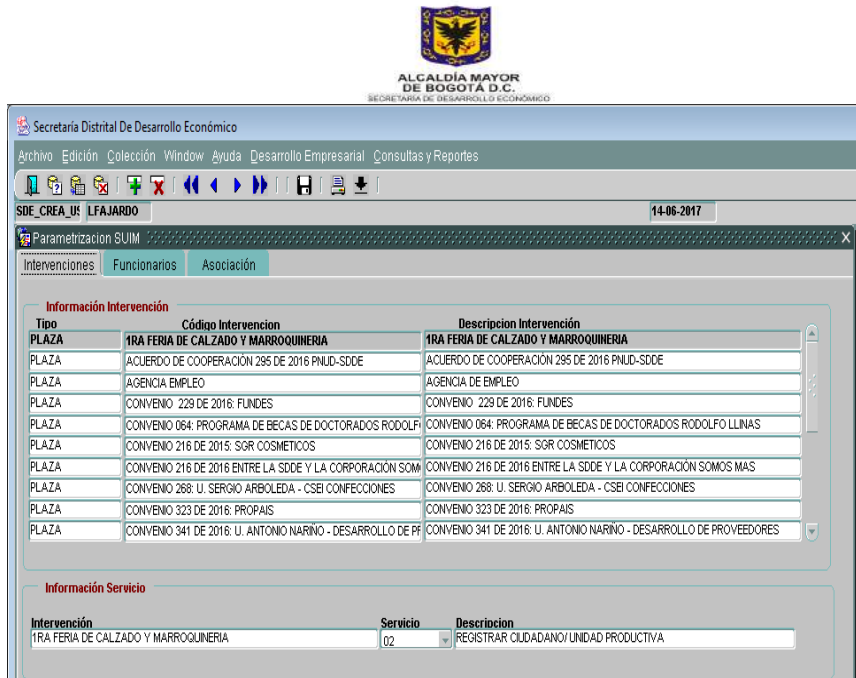 ALCALDÍA MAYOR
DE BOGOTÁ D.C.
SECRETARÍA DE DESARROLLO ECONÓMICO
Secretaría Distrital De Desarrollo Económico
Archivo Edición Colección Window Ayuda Desarrollo Empresarial Consultas y Reportes
SDE_CREA_US LFAJARDO 14-06-2017
Parametrizacion SUIM
Intervenciones Funcionarios Asociación
Información Intervención
Tipo Código Intervencion Descripcion Intervención
PLAZA 1RA FERIA DE CALZADO Y MARROQUINERIA 1RA FERIA DE CALZADO Y MARROQUINERIA
PLAZA ACUERDO DE COOPERACIÓN 295 DE 2016 PNUD-SDDE ACUERDO DE COOPERACIÓN 295 DE 2016 PNUD-SDDE
PLAZA AGENCIA EMPLEO AGENCIA DE EMPLEO
PLAZA CONVENIO 229 DE 2016: FUNDES CONVENIO 229 DE 2016: FUNDES
PLAZA CONVENIO 064: PROGRAMA DE BECAS DE DOCTORADOS RODOLF CONVENIO 064: PROGRAMA DE BECAS DE DOCTORADOS RODOLFO LLINAS
PLAZA CONVENIO 216 DE 2015: SGR COSMETICOS CONVENIO 216 DE 2015: SGR COSMETICOS
PLAZA CONVENIO 216 DE 2016 ENTRE LA SDDE Y LA CORPORACIÓN SOM CONVENIO 216 DE 2016 ENTRE LA SDDE Y LA CORPORACIÓN SOMOS MAS
PLAZA CONVENIO 268: U. SERGIO ARBOLEDA - CSEI CONFECCIONES CONVENIO 268: U. SERGIO ARBOLEDA - CSEI CONFECCIONES
PLAZA CONVENIO 323 DE 2016: PROPAIS CONVENIO 323 DE 2016: PROPAIS
PLAZA CONVENIO 341 DE 2016: U. ANTONIO NARIÑO - DESARROLLO DE PF CONVENIO 341 DE 2016: U. ANTONIO NARIÑO - DESARROLLO DE PROVEEDORES
Información Servicio
Intervención Servicio Descripcion
1RA FERIA DE CALZADO Y MARROQUINERIA 02 REGISTRAR CIUDADANO/ UNIDAD PRODUCTIVA